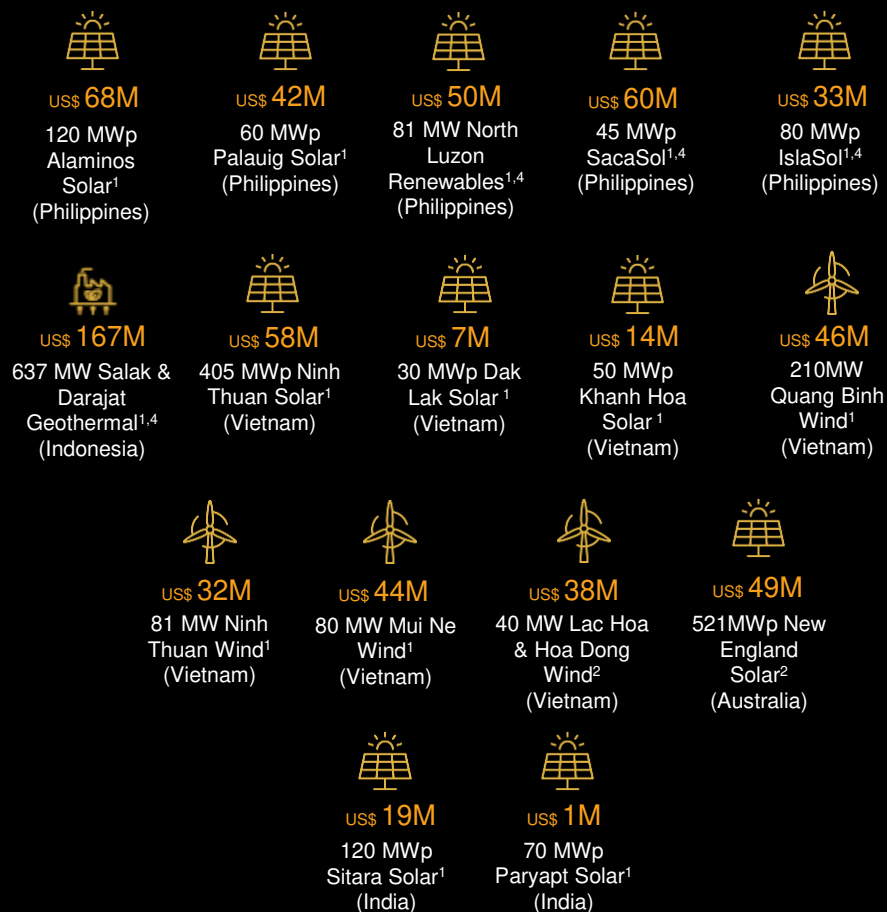 US$ 68M
120 MWp
Alaminos
Solar¹
(Philippines)
US$ 42M
60 MWp
Palauig Solar¹
(Philippines)
US$ 50M
81 MW North
Luzon
Renewables¹,⁴
(Philippines)
US$ 60M
45 MWp
SacaSol¹,⁴
(Philippines)
US$ 33M
80 MWp
IslaSol¹,⁴
(Philippines)
US$ 167M
637 MW Salak &
Darajat
Geothermal¹,⁴
(Indonesia)
US$ 58M
405 MWp Ninh
Thuan Solar¹
(Vietnam)
US$ 7M
30 MWp Dak
Lak Solar ¹
(Vietnam)
US$ 14M
50 MWp
Khanh Hoa
Solar ¹
(Vietnam)
US$ 46M
210MW
Quang Binh
Wind¹
(Vietnam)
US$ 32M
81 MW Ninh
Thuan Wind¹
(Vietnam)
US$ 44M
80 MW Mui Ne
Wind¹
(Vietnam)
US$ 38M
40 MW Lac Hoa
& Hoa Dong
Wind²
(Vietnam)
US$ 49M
521MWp New
England
Solar²
(Australia)
US$ 19M
120 MWp
Sitara Solar¹
(India)
US$ 1M
70 MWp
Paryapt Solar¹
(India)